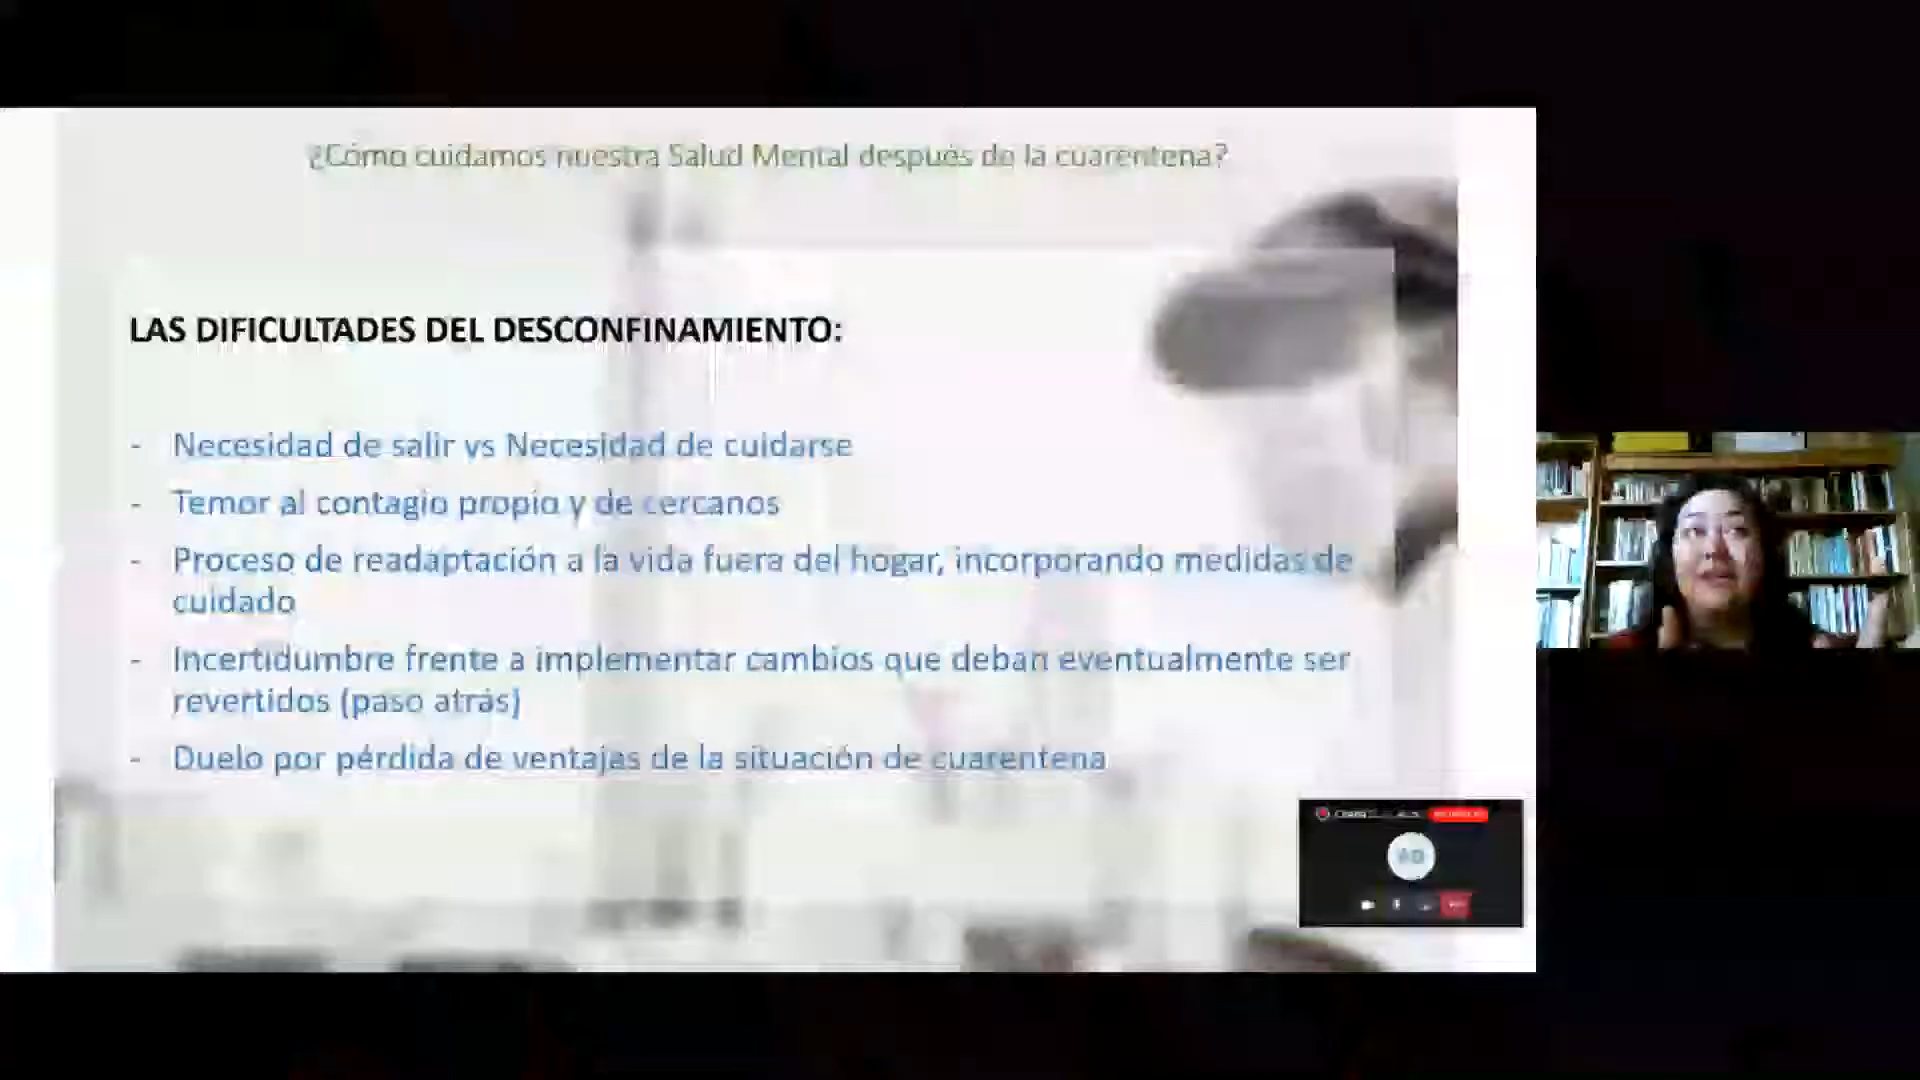 ¿Cómo cuidamos nuestra Salud Mental después de la cuarentena?
LAS DIFICULTADES DEL DESCONFINAMIENTO:
- Necesidad de salir vs Necesidad de cuidarse
- Temor al contagio propio y de cercanos
- Proceso de readaptación a la vida fuera del hogar, incorporando medidas de
cuidado
- Incertidumbre frente a implementar cambios que deban eventualmente ser
revertidos (paso atrás)
- Duelo por pérdida de ventajas de la situación de cuarentena